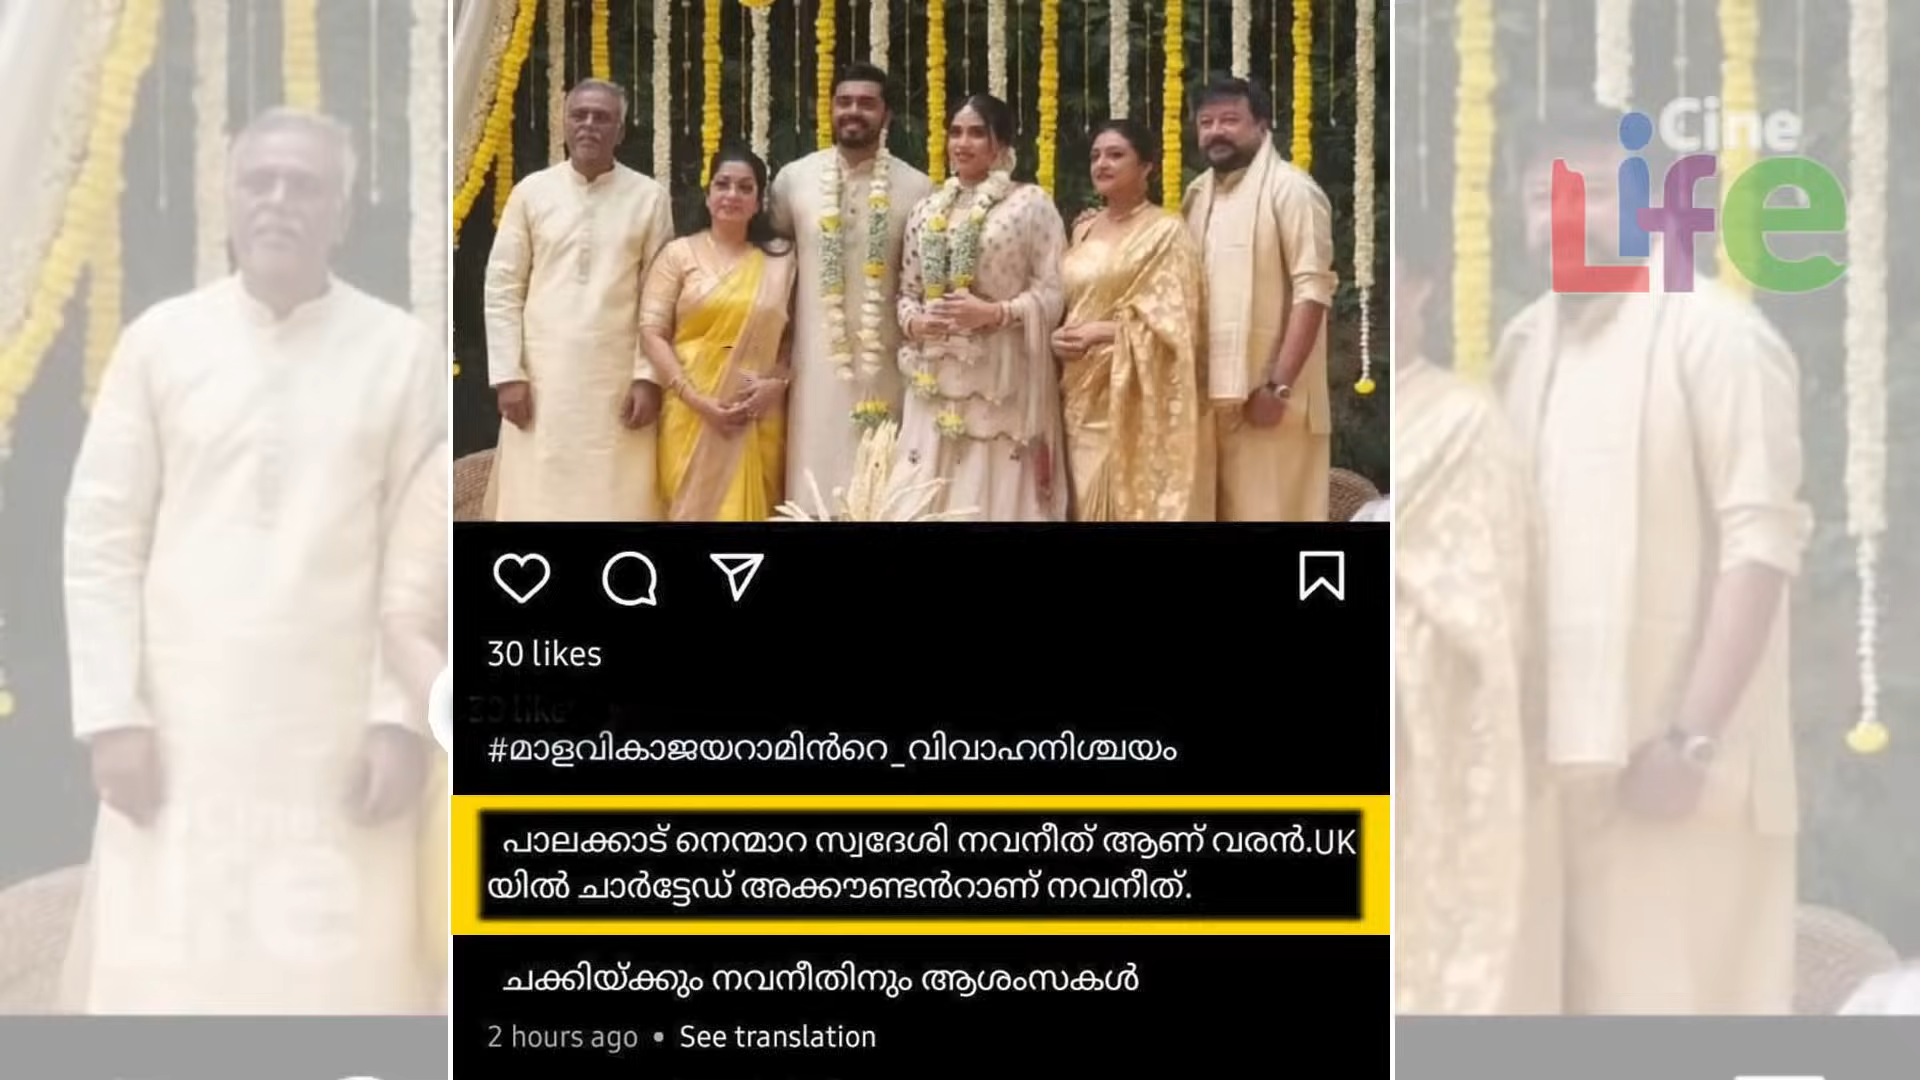 Cine
Life
30 likes
#മാളവികാജയറാമിൻറെ_വിവാഹനിശ്ചയം
പാലക്കാട് നെന്മാറ സ്വദേശി നവനീത് ആണ് വരൻ.UK
യിൽ ചാർട്ടേഡ് അക്കൗണ്ടൻറാണ് നവനീത്.
ചക്കിയ്ക്കും നവനീതിനും ആശംസകൾ
2 hours ago • See translation